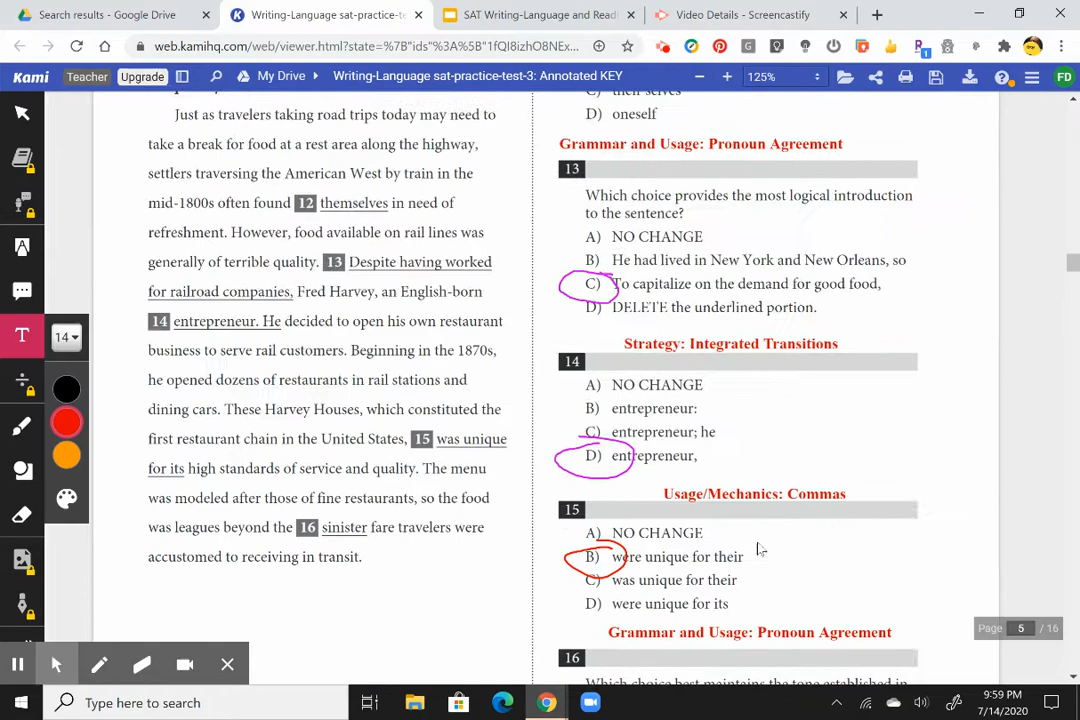 Search results - Google Drive
Writing-Language sat-practice-te
SAT Writing-Language and Readi
Video Details - Screencastify
web.kamihq.com/web/viewer.html?state=%7B"ids"%3A%5B"1fQI8izhO8NEx...
Kami
Teacher
Upgrade
My Drive
Writing-Language sat-practice-test-3: Annotated KEY
125%
FD
Just as travelers taking road trips today may need to
take a break for food at a rest area along the highway,
settlers traversing the American West by train in the
mid-1800s often found 12 themselves in need of
refreshment. However, food available on rail lines was
generally of terrible quality. 13 Despite having worked
for railroad companies, Fred Harvey, an English-born
14 entrepreneur. He decided to open his own restaurant
business to serve rail customers. Beginning in the 1870s,
he opened dozens of restaurants in rail stations and
dining cars. These Harvey Houses, which constituted the
first restaurant chain in the United States, 15 was unique
for its high standards of service and quality. The menu
was modeled after those of fine restaurants, so the food
was leagues beyond the 16 sinister fare travelers were
accustomed to receiving in transit.
C) their selves
D) oneself
Grammar and Usage: Pronoun Agreement
13
Which choice provides the most logical introduction
to the sentence?
A) NO CHANGE
B) He had lived in New York and New Orleans, so
C) To capitalize on the demand for good food,
D) DELETE the underlined portion.
Strategy: Integrated Transitions
14
A) NO CHANGE
B) entrepreneur:
C) entrepreneur; he
D) entrepreneur,
Usage/Mechanics: Commas
15
A) NO CHANGE
B) were unique for their
C) was unique for their
D) were unique for its
Grammar and Usage: Pronoun Agreement
16
Which choice best maintains the tone established in
Page 5 / 16
14
T
Type here to search
9:59 PM
7/14/2020